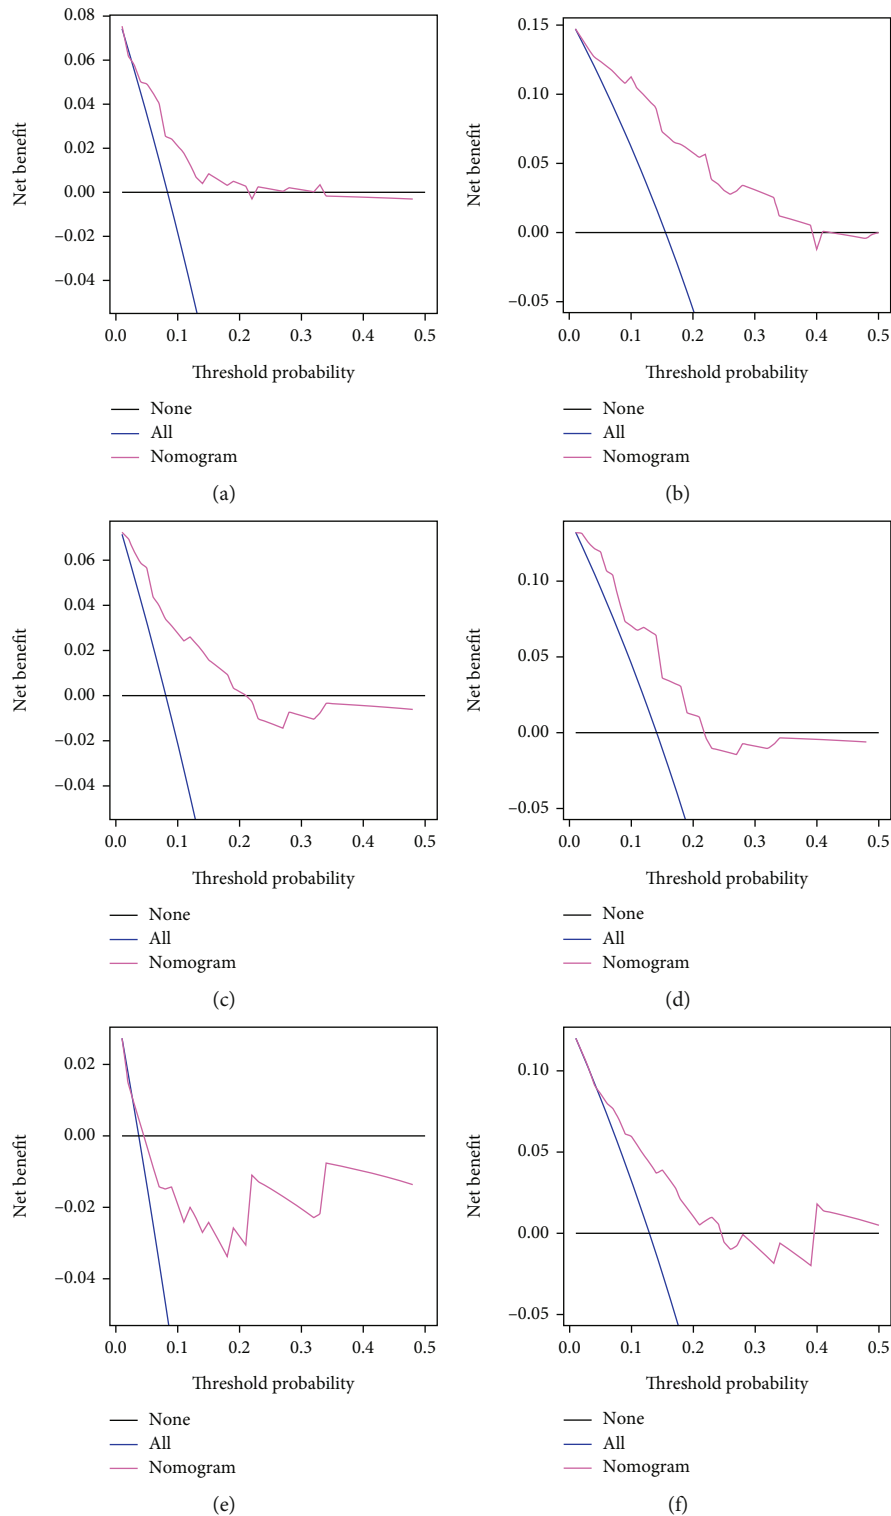 0.08
0.06
0.04
0.02
0.00
−0.02
−0.04
Net benefit
0.0 0.1 0.2 0.3 0.4 0.5
Threshold probability
None
All
Nomogram
(a)
0.15
0.10
0.05
0.00
−0.05
Net benefit
0.0 0.1 0.2 0.3 0.4 0.5
Threshold probability
None
All
Nomogram
(b)
0.06
0.04
0.02
0.00
−0.02
−0.04
Net benefit
0.0 0.1 0.2 0.3 0.4 0.5
Threshold probability
None
All
Nomogram
(c)
0.10
0.05
0.00
−0.05
Net benefit
0.0 0.1 0.2 0.3 0.4 0.5
Threshold probability
None
All
Nomogram
(d)
0.02
0.00
−0.02
−0.04
Net benefit
0.0 0.1 0.2 0.3 0.4 0.5
Threshold probability
None
All
Nomogram
(e)
0.10
0.05
0.00
−0.05
Net benefit
0.0 0.1 0.2 0.3 0.4 0.5
Threshold probability
None
All
Nomogram
(f)